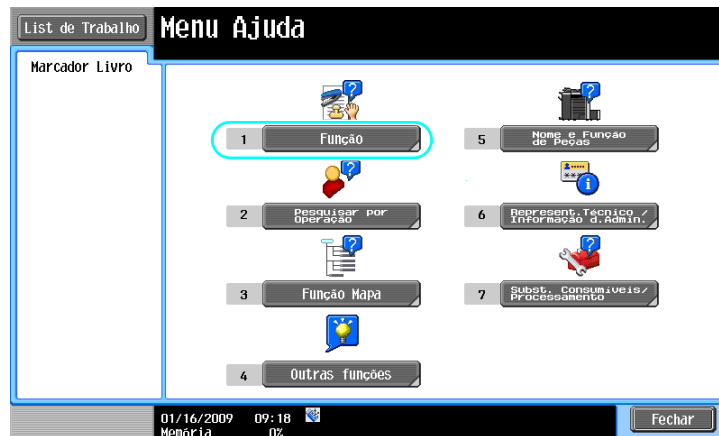 List de Trabalho
Menu Ajuda
Marcador Livro
1 Função
5 Nome e Função
de Peças
2 Pesquisar por
Operação
6 Represent.Técnico /
Informação d.Admin.
3 Função Mapa
7 Subst. Consumíveis/
Processamento
4 Outras funções
01/16/2009 09:18
Memória 0%
Fechar